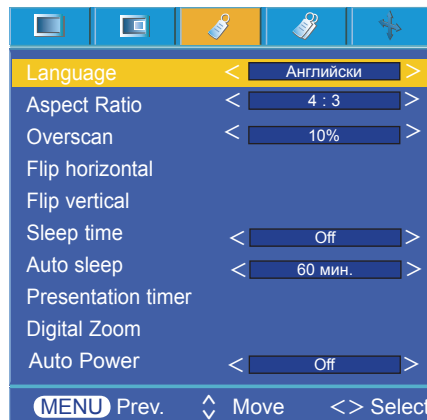 Language < Английски >
Aspect Ratio < 4 : 3 >
Overscan < 10% >
Flip horizontal
Flip vertical
Sleep time < Off >
Auto sleep < 60 мин. >
Presentation timer
Digital Zoom
Auto Power < Off >
MENU Prev. Move <> Select